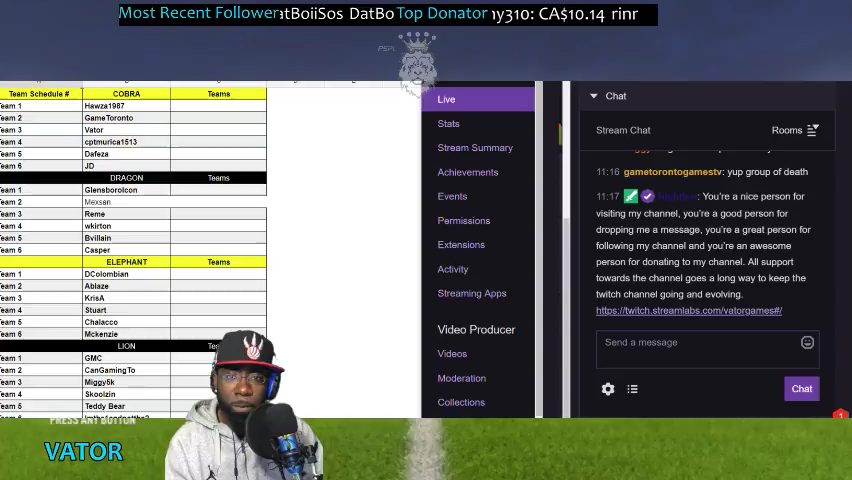 Most Recent Follower atBoiiSos DatBo Top Donator ny310: CA$10.14 rinr
PSPL
Team Schedule # COBRA Teams
Team 1 Hawza1987
Team 2 GameToronto
Team 3 Vator
Team 4 cptmurica1513
Team 5 Dafeza
Team 6 JD
DRAGON Teams
Team 1 Glensboroicon
Team 2 Mexsan
Team 3 Reme
Team 4 wkirton
Team 5 Bvillain
Team 6 Casper
ELEPHANT Teams
Team 1 DColombian
Team 2 Ablaze
Team 3 KrisA
Team 4 Stuart
Team 5 Chalacco
Team 6 Mckenzie
LION
Team 1 GMC
Team 2 CanGamingTo
Team 3 Miggy5k
Team 4 Skoolzin
Team 5 Teddy Bear
PRESS ANY BUTTON
VATOR
Live
Stats
Stream Summary
Achievements
Events
Permissions
Extensions
Activity
Streaming Apps
Video Producer
Videos
Moderation
Collections
Chat
Stream Chat Rooms
11:16 gametorontogamestv: yup group of death
11:17 : You're a nice person for
visiting my channel, you're a good person for
dropping me a message, you're a great person for
following my channel and you're an awesome
person for donating to my channel. All support
towards the channel goes a long way to keep the
twitch channel going and evolving.
https://twitch.streamlabs.com/vatorgames#/
Send a message
Chat
1